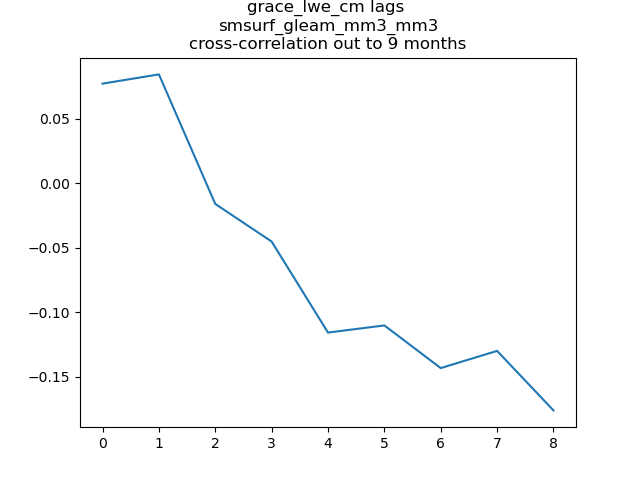 grace_lwe_cm lags
smsurf_gleam_mm3_mm3
cross-correlation out to 9 months
0.05
0.00
−0.05
−0.10
−0.15
0 1 2 3 4 5 6 7 8